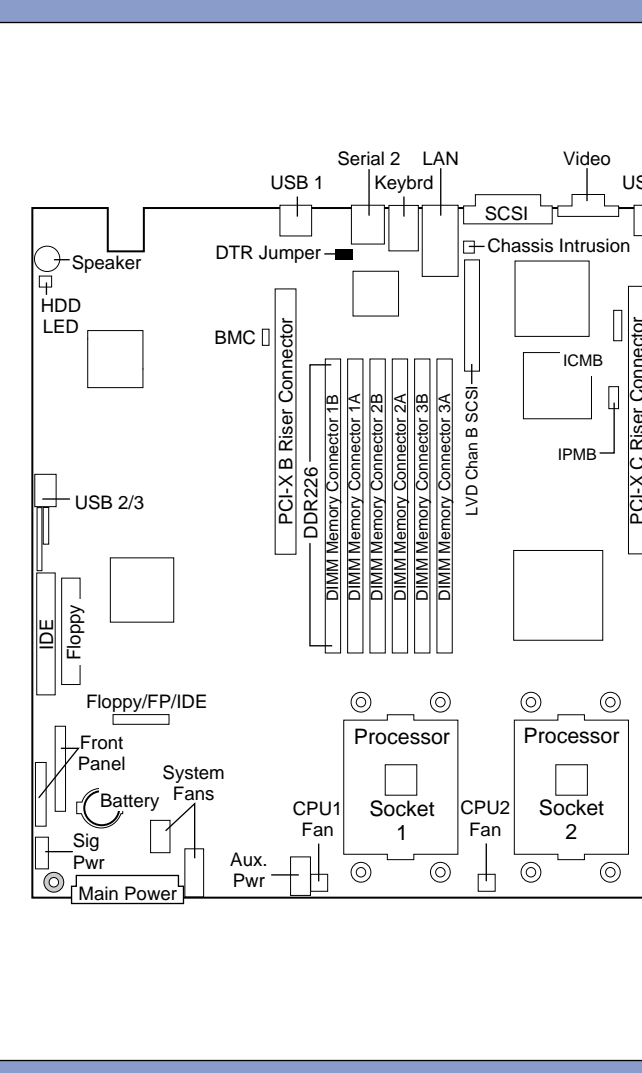 Serial 2 LAN Video
USB 1 Keybrd
SCSI
DTR Jumper
Chassis Intrusion
Speaker
HDD
LED
BMC
PCI-X B Riser Connector
DDR226
DIMM Memory Connector 1B
DIMM Memory Connector 1A
DIMM Memory Connector 2B
DIMM Memory Connector 2A
DIMM Memory Connector 3B
DIMM Memory Connector 3A
LVD Chan B SCSI
ICMB
IPMB
PCI-X C Riser Connector
USB 2/3
IDE
Floppy
Floppy/FP/IDE
Front
Panel
System
Fans
Battery
Sig
Pwr
Main Power
Aux.
Pwr
CPU1
Fan
Processor
Socket
1
CPU2
Fan
Processor
Socket
2